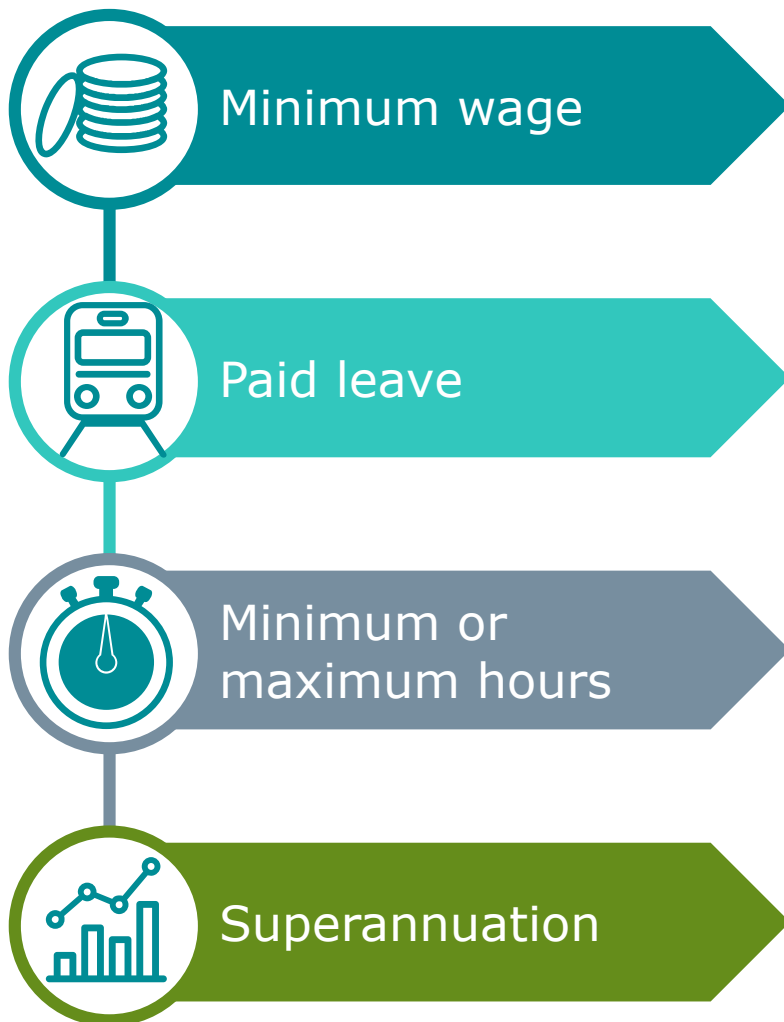 Minimum wage
Paid leave
Minimum or
maximum hours
Superannuation